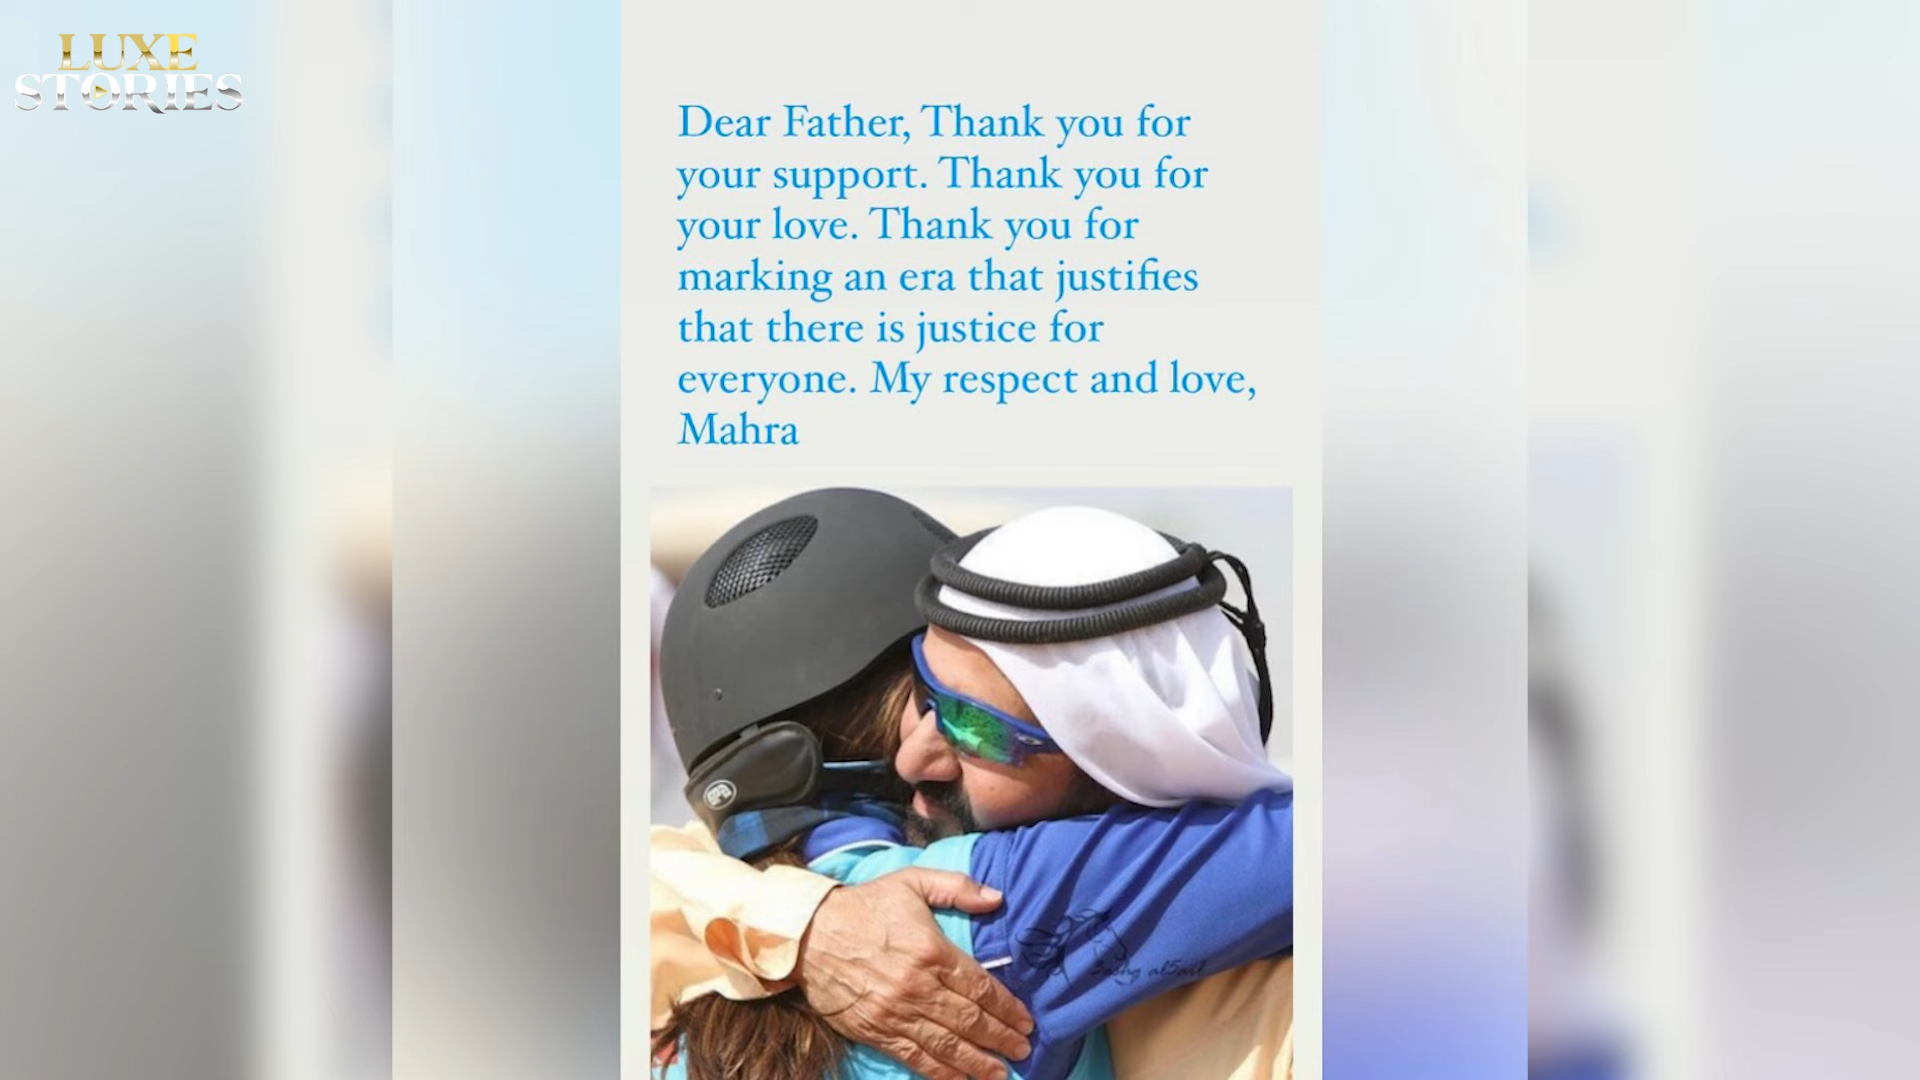 LUXE
STORIES
Dear Father, Thank you for
your support. Thank you for
your love. Thank you for
marking an era that justifies
that there is justice for
everyone. My respect and love,
Mahra